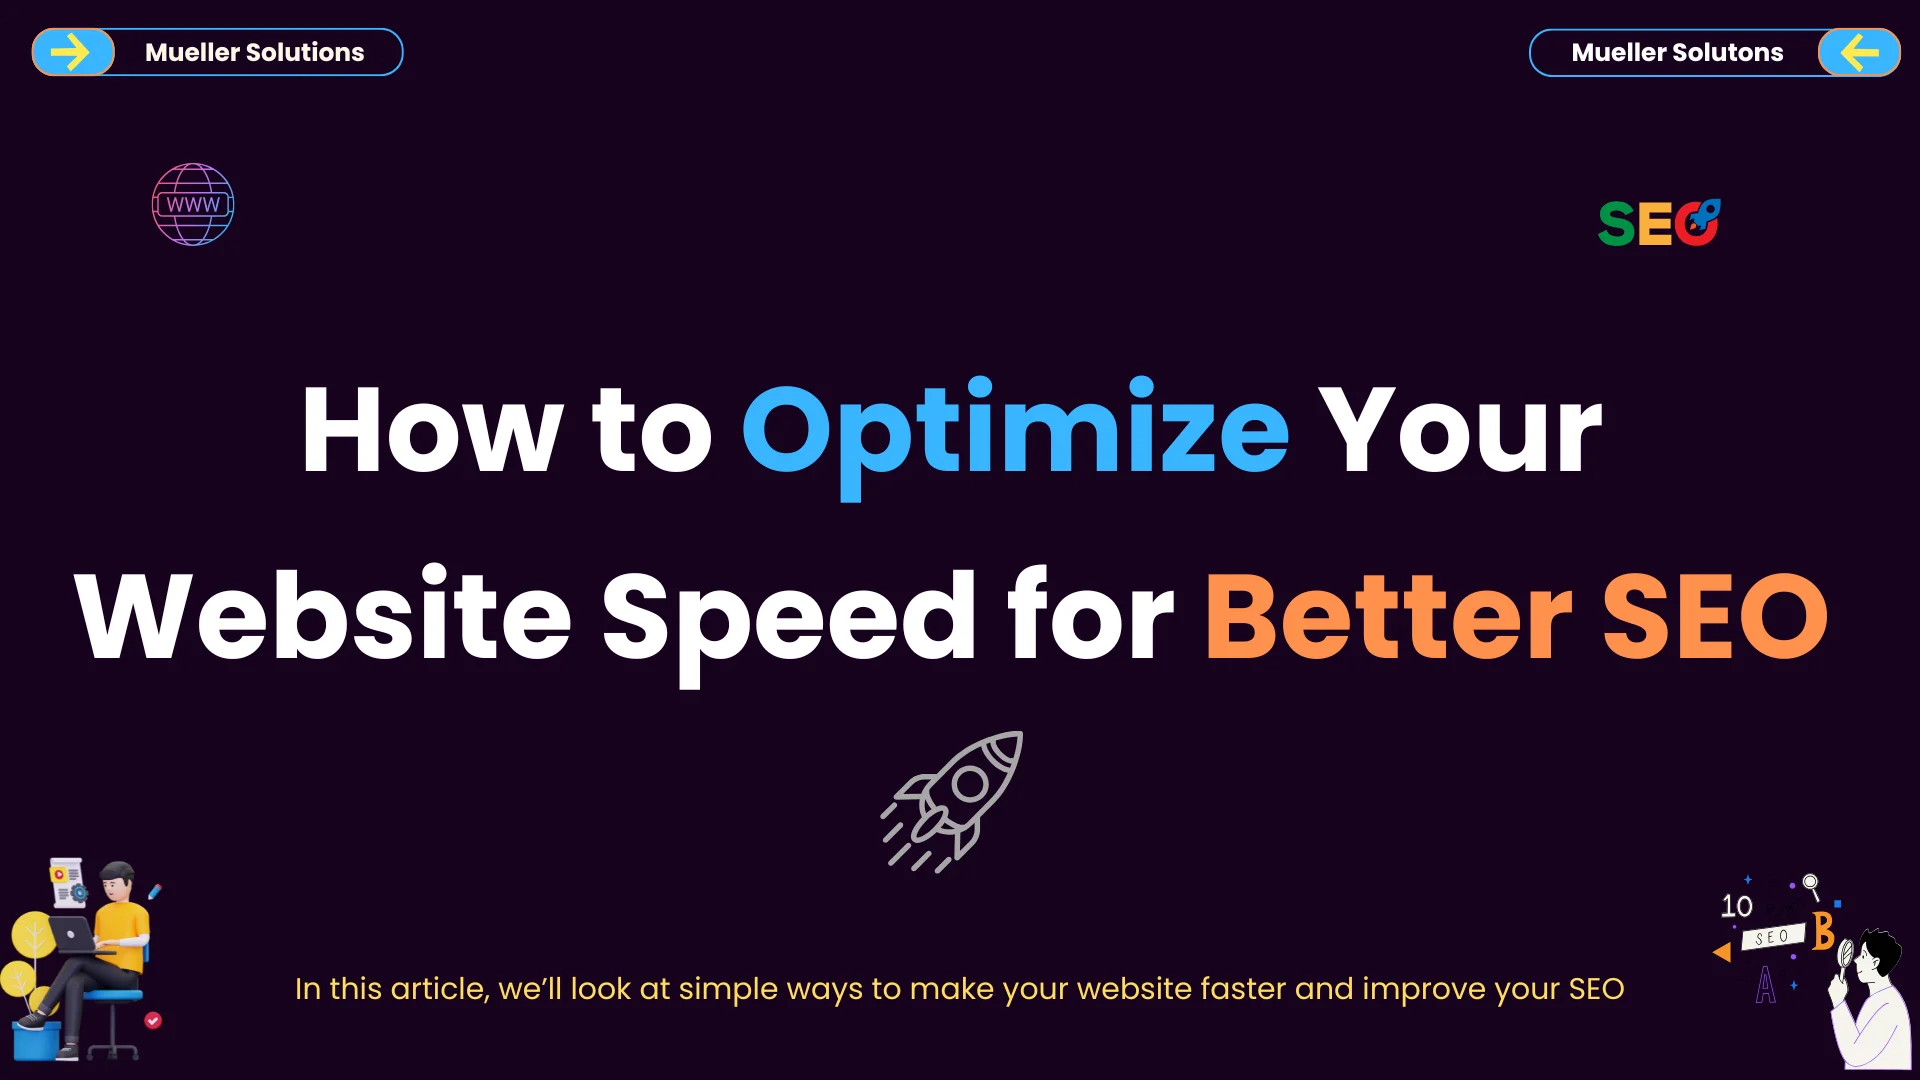 Mueller Solutions
Mueller Solutons
WWW
SEO
How to Optimize Your
Website Speed for Better SEO
10
SEO
B
A
In this article, we’ll look at simple ways to make your website faster and improve your SEO